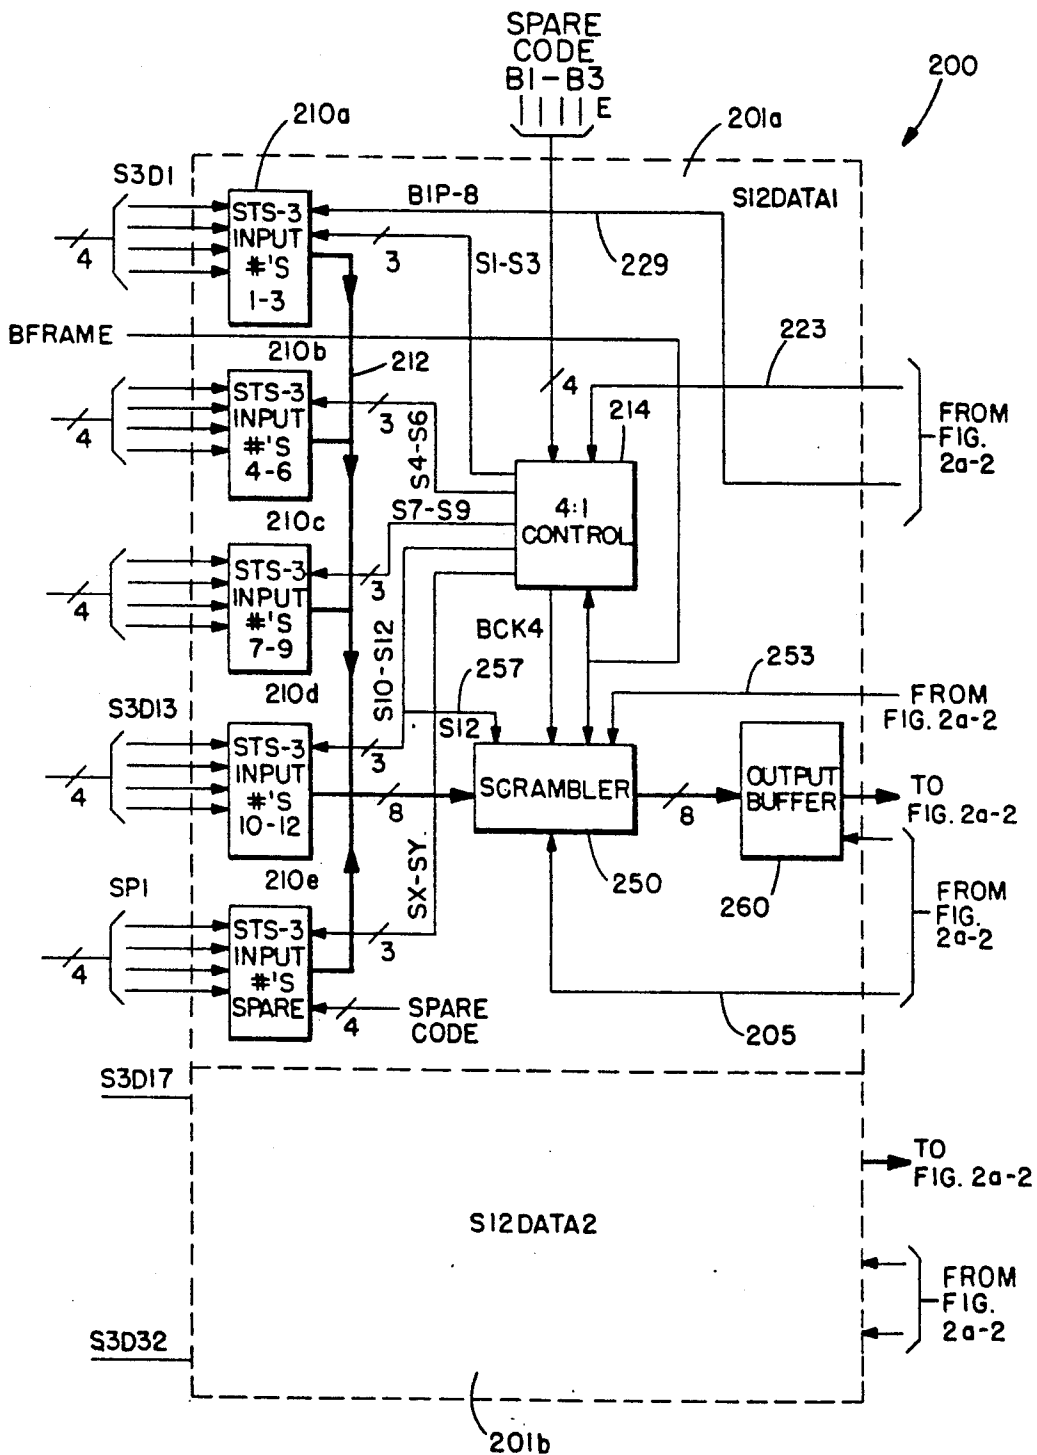 SPARE
CODE
B1-B3
E
200
210a
201a
S3D1
BIP-8
S12DATA1
STS-3
INPUT
#'S
1-3
4
3
S1-S3
229
BFRAME
223
210b
212
4
214
FROM
FIG.
2a-2
STS-3
INPUT
#'S
4-6
4
3
S4-S6
210c
S7-S9
4:1
CONTROL
STS-3
INPUT
#'S
7-9
4
3
BCK4
S10-S12
257
253
210d
S12
FROM
FIG. 2a-2
S3D13
STS-3
INPUT
#'S
10-12
4
3
8
SCRAMBLER
8
OUTPUT
BUFFER
TO
FIG. 2a-2
210e
SX-SY
250
260
FROM
FIG.
2a-2
SP1
STS-3
INPUT
#'S
SPARE
4
3
4
SPARE
CODE
205
S3D17
TO
FIG. 2a-2
S12DATA2
FROM
FIG.
2a-2
S3D32
201b